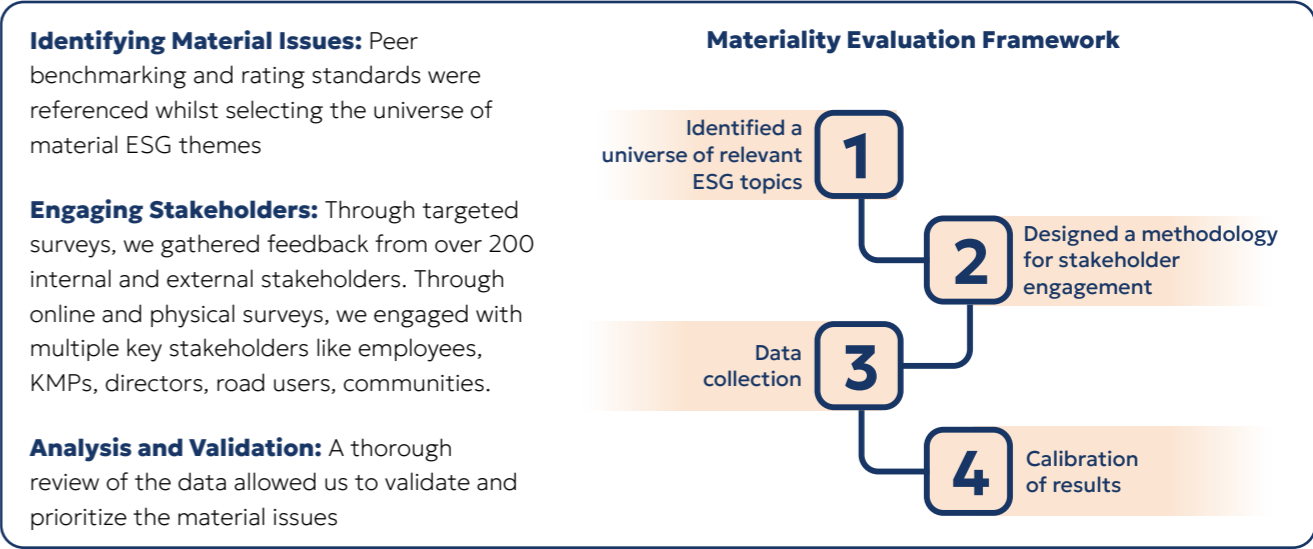 Identifying Material Issues: Peer
benchmarking and rating standards were
referenced whilst selecting the universe of
material ESG themes
Engaging Stakeholders: Through targeted
surveys, we gathered feedback from over 200
internal and external stakeholders. Through
online and physical surveys, we engaged with
multiple key stakeholders like employees,
KMPs, directors, road users, communities.
Analysis and Validation: A thorough
review of the data allowed us to validate and
prioritize the material issues
Materiality Evaluation Framework
Identified a
universe of relevant
ESG topics
1
2
Designed a methodology
for stakeholder
engagement
Data
collection
3
4
Calibration
of results